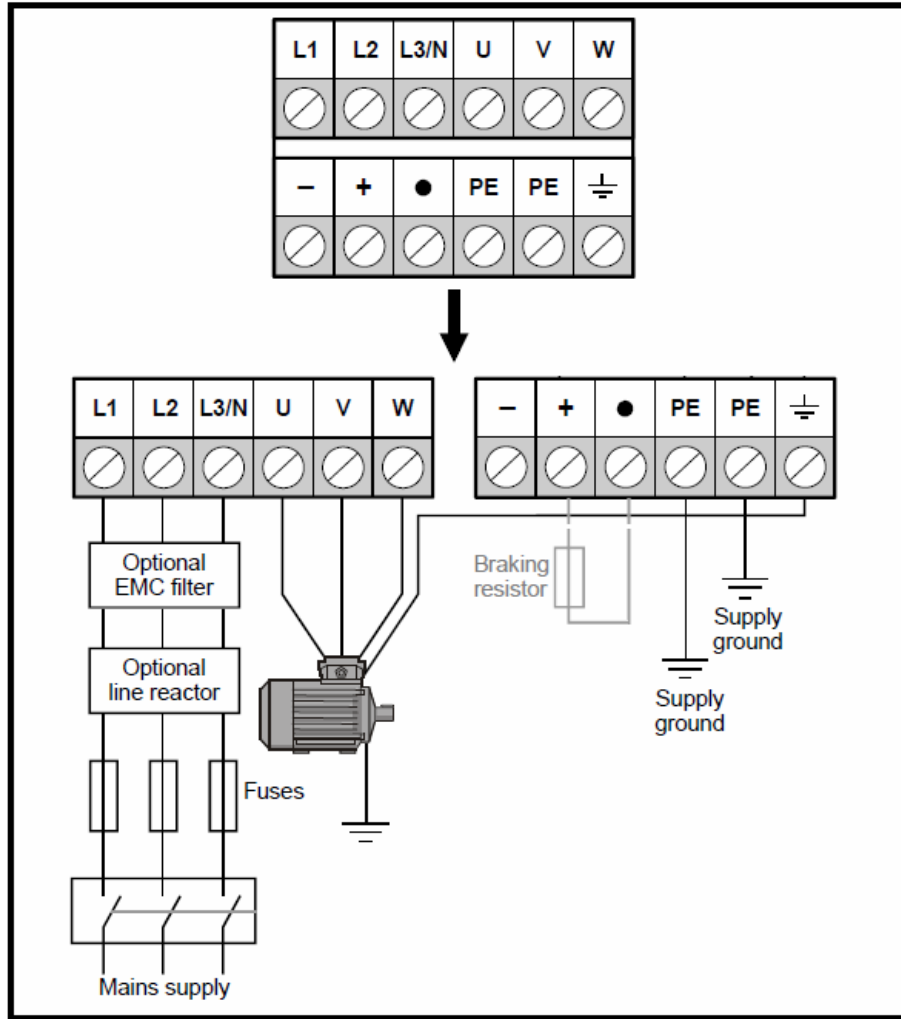 L1 L2 L3/N U V W
− + ● PE PE ⏚
L1 L2 L3/N U V W
− + ● PE PE ⏚
Optional
EMC filter
Optional
line reactor
Fuses
Mains supply
Braking
resistor
Supply
ground
Supply
ground